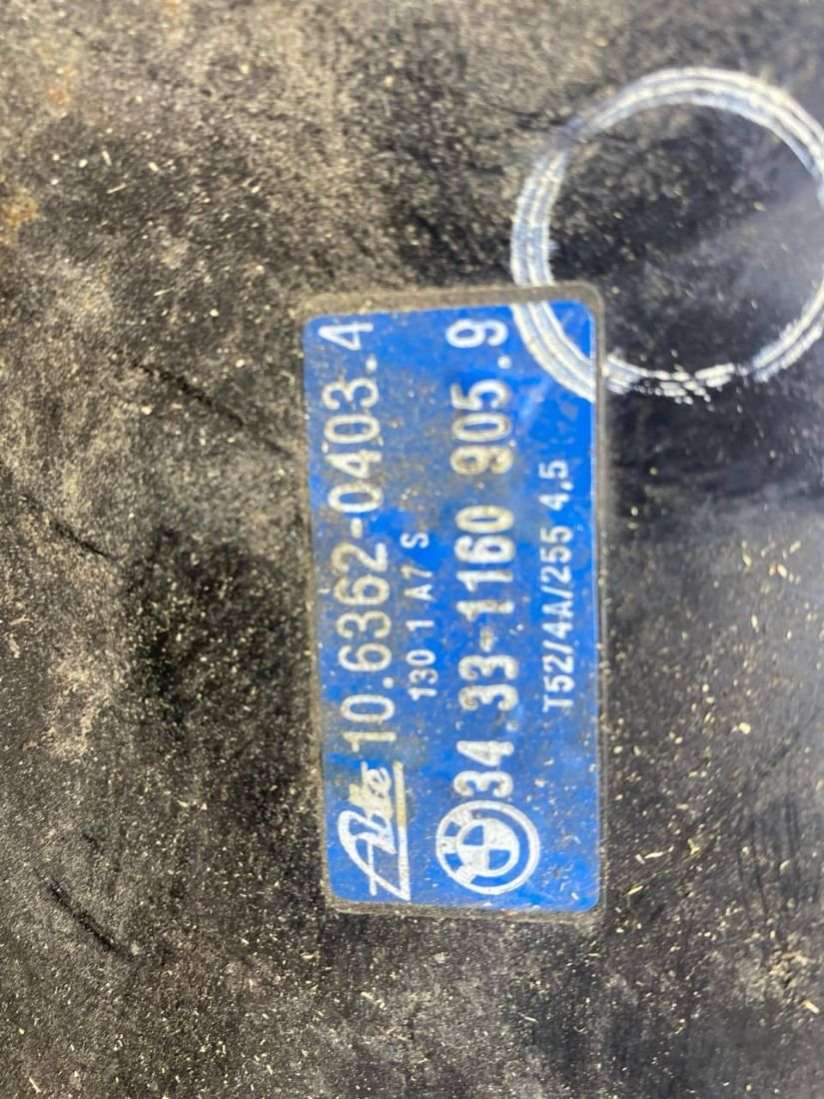 Ate 10.6362-0403.4
130 1 A7 S
34.33-1160 905.9
T52/4A/255 4,5